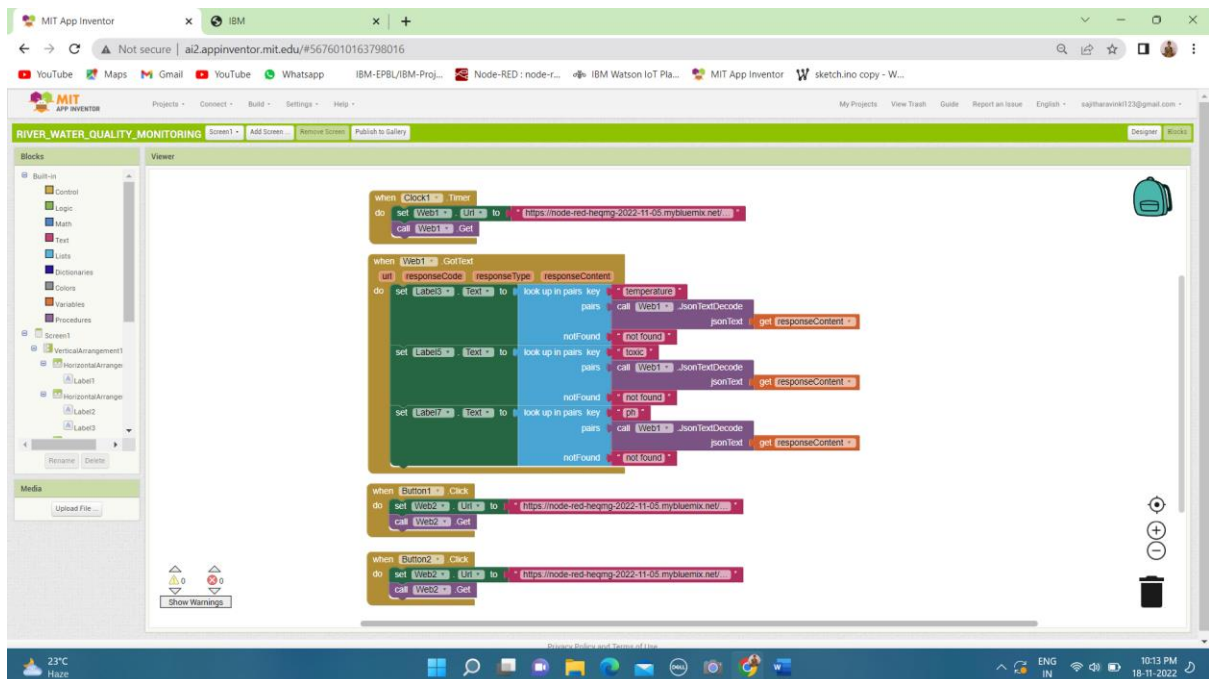 MIT App Inventor
IBM
Not secure | ai2.appinventor.mit.edu/#5676010163798016
YouTube Maps Gmail YouTube Whatsapp IBM-EPBL/IBM-Proj... Node-RED : node-r... IBM Watson IoT Pla... MIT App Inventor sketch.ino copy - W...
MIT
APP INVENTOR
Projects Connect Build Settings Help My Projects View Trash Guide Report an Issue English
RIVER_WATER_QUALITY_MONITORING Screen1 Add Screen ... Remove Screen Publish to Gallery Designer Blocks
Blocks Viewer
Built-in
Control
Logic
Math
Text
Lists
Dictionaries
Colors
Variables
Procedures
Screen1
VerticalArrangement1
HorizontalArrange
Label1
HorizontalArrange
Label2
Label3
Rename Delete
Media
Upload File ...
when Clock1 .Timer
do set Web1 . Url to " https://node-red-heqmg-2022-11-05.mybluemix.net/... "
call Web1 .Get
when Web1 .GotText
url responseCode responseType responseContent
do set Label3 . Text to look up in pairs key " temperature "
pairs call Web1 .JsonTextDecode
jsonText get responseContent
notFound " not found "
set Label5 . Text to look up in pairs key " toxic "
pairs call Web1 .JsonTextDecode
jsonText get responseContent
notFound " not found "
set Label7 . Text to look up in pairs key " ph "
pairs call Web1 .JsonTextDecode
jsonText get responseContent
notFound " not found "
when Button1 .Click
do set Web2 . Url to " https://node-red-heqmg-2022-11-05.mybluemix.net/... "
call Web2 .Get
when Button2 .Click
do set Web2 . Url to " https://node-red-heqmg-2022-11-05.mybluemix.net/... "
call Web2 .Get
0 0
Show Warnings
Privacy Policy and Terms of Use
23°C
Haze
ENG
IN
10:13 PM
18-11-2022